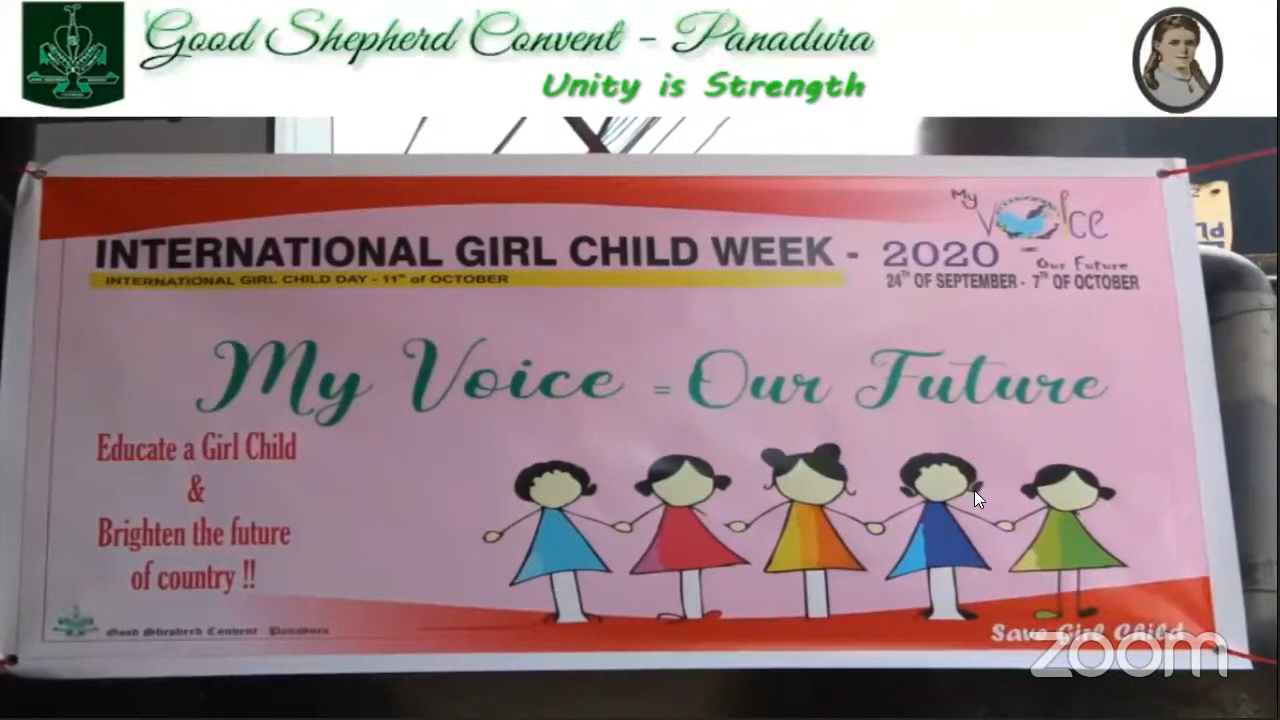 Good Shepherd Convent - Panadura
Unity is Strength
My Voice
=
Our Future
INTERNATIONAL GIRL CHILD WEEK - 2020
INTERNATIONAL GIRL CHILD DAY - 11th of OCTOBER
24th OF SEPTEMBER - 7th OF OCTOBER
My Voice = Our Future
Educate a Girl Child
&
Brighten the future
of country !!
Good Shepherd Convent Panadura
Save Girl Child
zoom